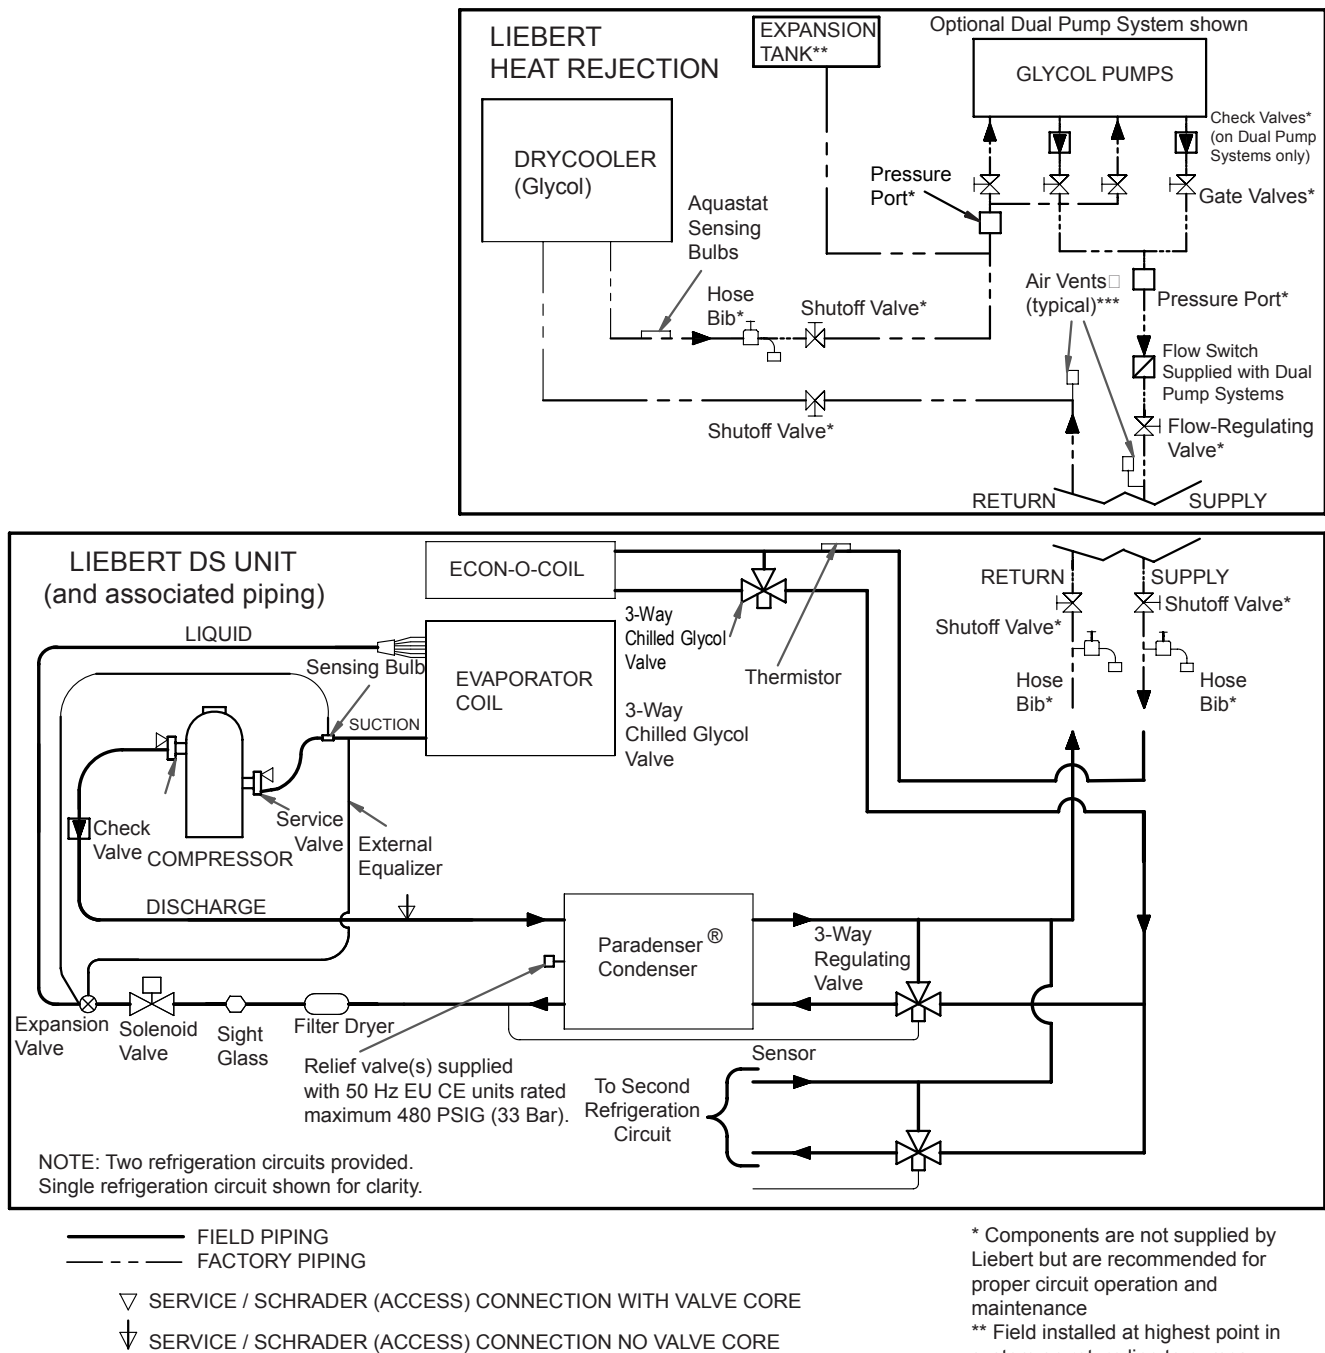 LIEBERT
HEAT REJECTION
EXPANSION
TANK**
Optional Dual Pump System shown
GLYCOL PUMPS
Check Valves*
(on Dual Pump
Systems only)
DRYCOOLER
(Glycol)
Pressure
Port*
Gate Valves*
Aquastat
Sensing
Bulbs
Hose
Bib*
Shutoff Valve*
Air Vents
(typical)***
Pressure Port*
Flow Switch
Supplied with Dual
Pump Systems
Shutoff Valve*
Flow-Regulating
Valve*
RETURN
SUPPLY
LIEBERT DS UNIT
(and associated piping)
ECON-O-COIL
RETURN
SUPPLY
Shutoff Valve*
Shutoff Valve*
3-Way
Chilled Glycol
Valve
LIQUID
Sensing Bulb
EVAPORATOR
COIL
Thermistor
Hose
Bib*
Hose
Bib*
SUCTION
3-Way
Chilled Glycol
Valve
Check
Valve
Service
Valve
COMPRESSOR
External
Equalizer
DISCHARGE
Paradenser ®
Condenser
3-Way
Regulating
Valve
Expansion
Valve
Solenoid
Valve
Sight
Glass
Filter Dryer
Sensor
Relief valve(s) supplied
with 50 Hz EU CE units rated
maximum 480 PSIG (33 Bar).
To Second
Refrigeration
Circuit
NOTE: Two refrigeration circuits provided.
Single refrigeration circuit shown for clarity.
FIELD PIPING
FACTORY PIPING
SERVICE / SCHRADER (ACCESS) CONNECTION WITH VALVE CORE
SERVICE / SCHRADER (ACCESS) CONNECTION NO VALVE CORE
* Components are not supplied by
Liebert but are recommended for
proper circuit operation and
maintenance
** Field installed at highest point in